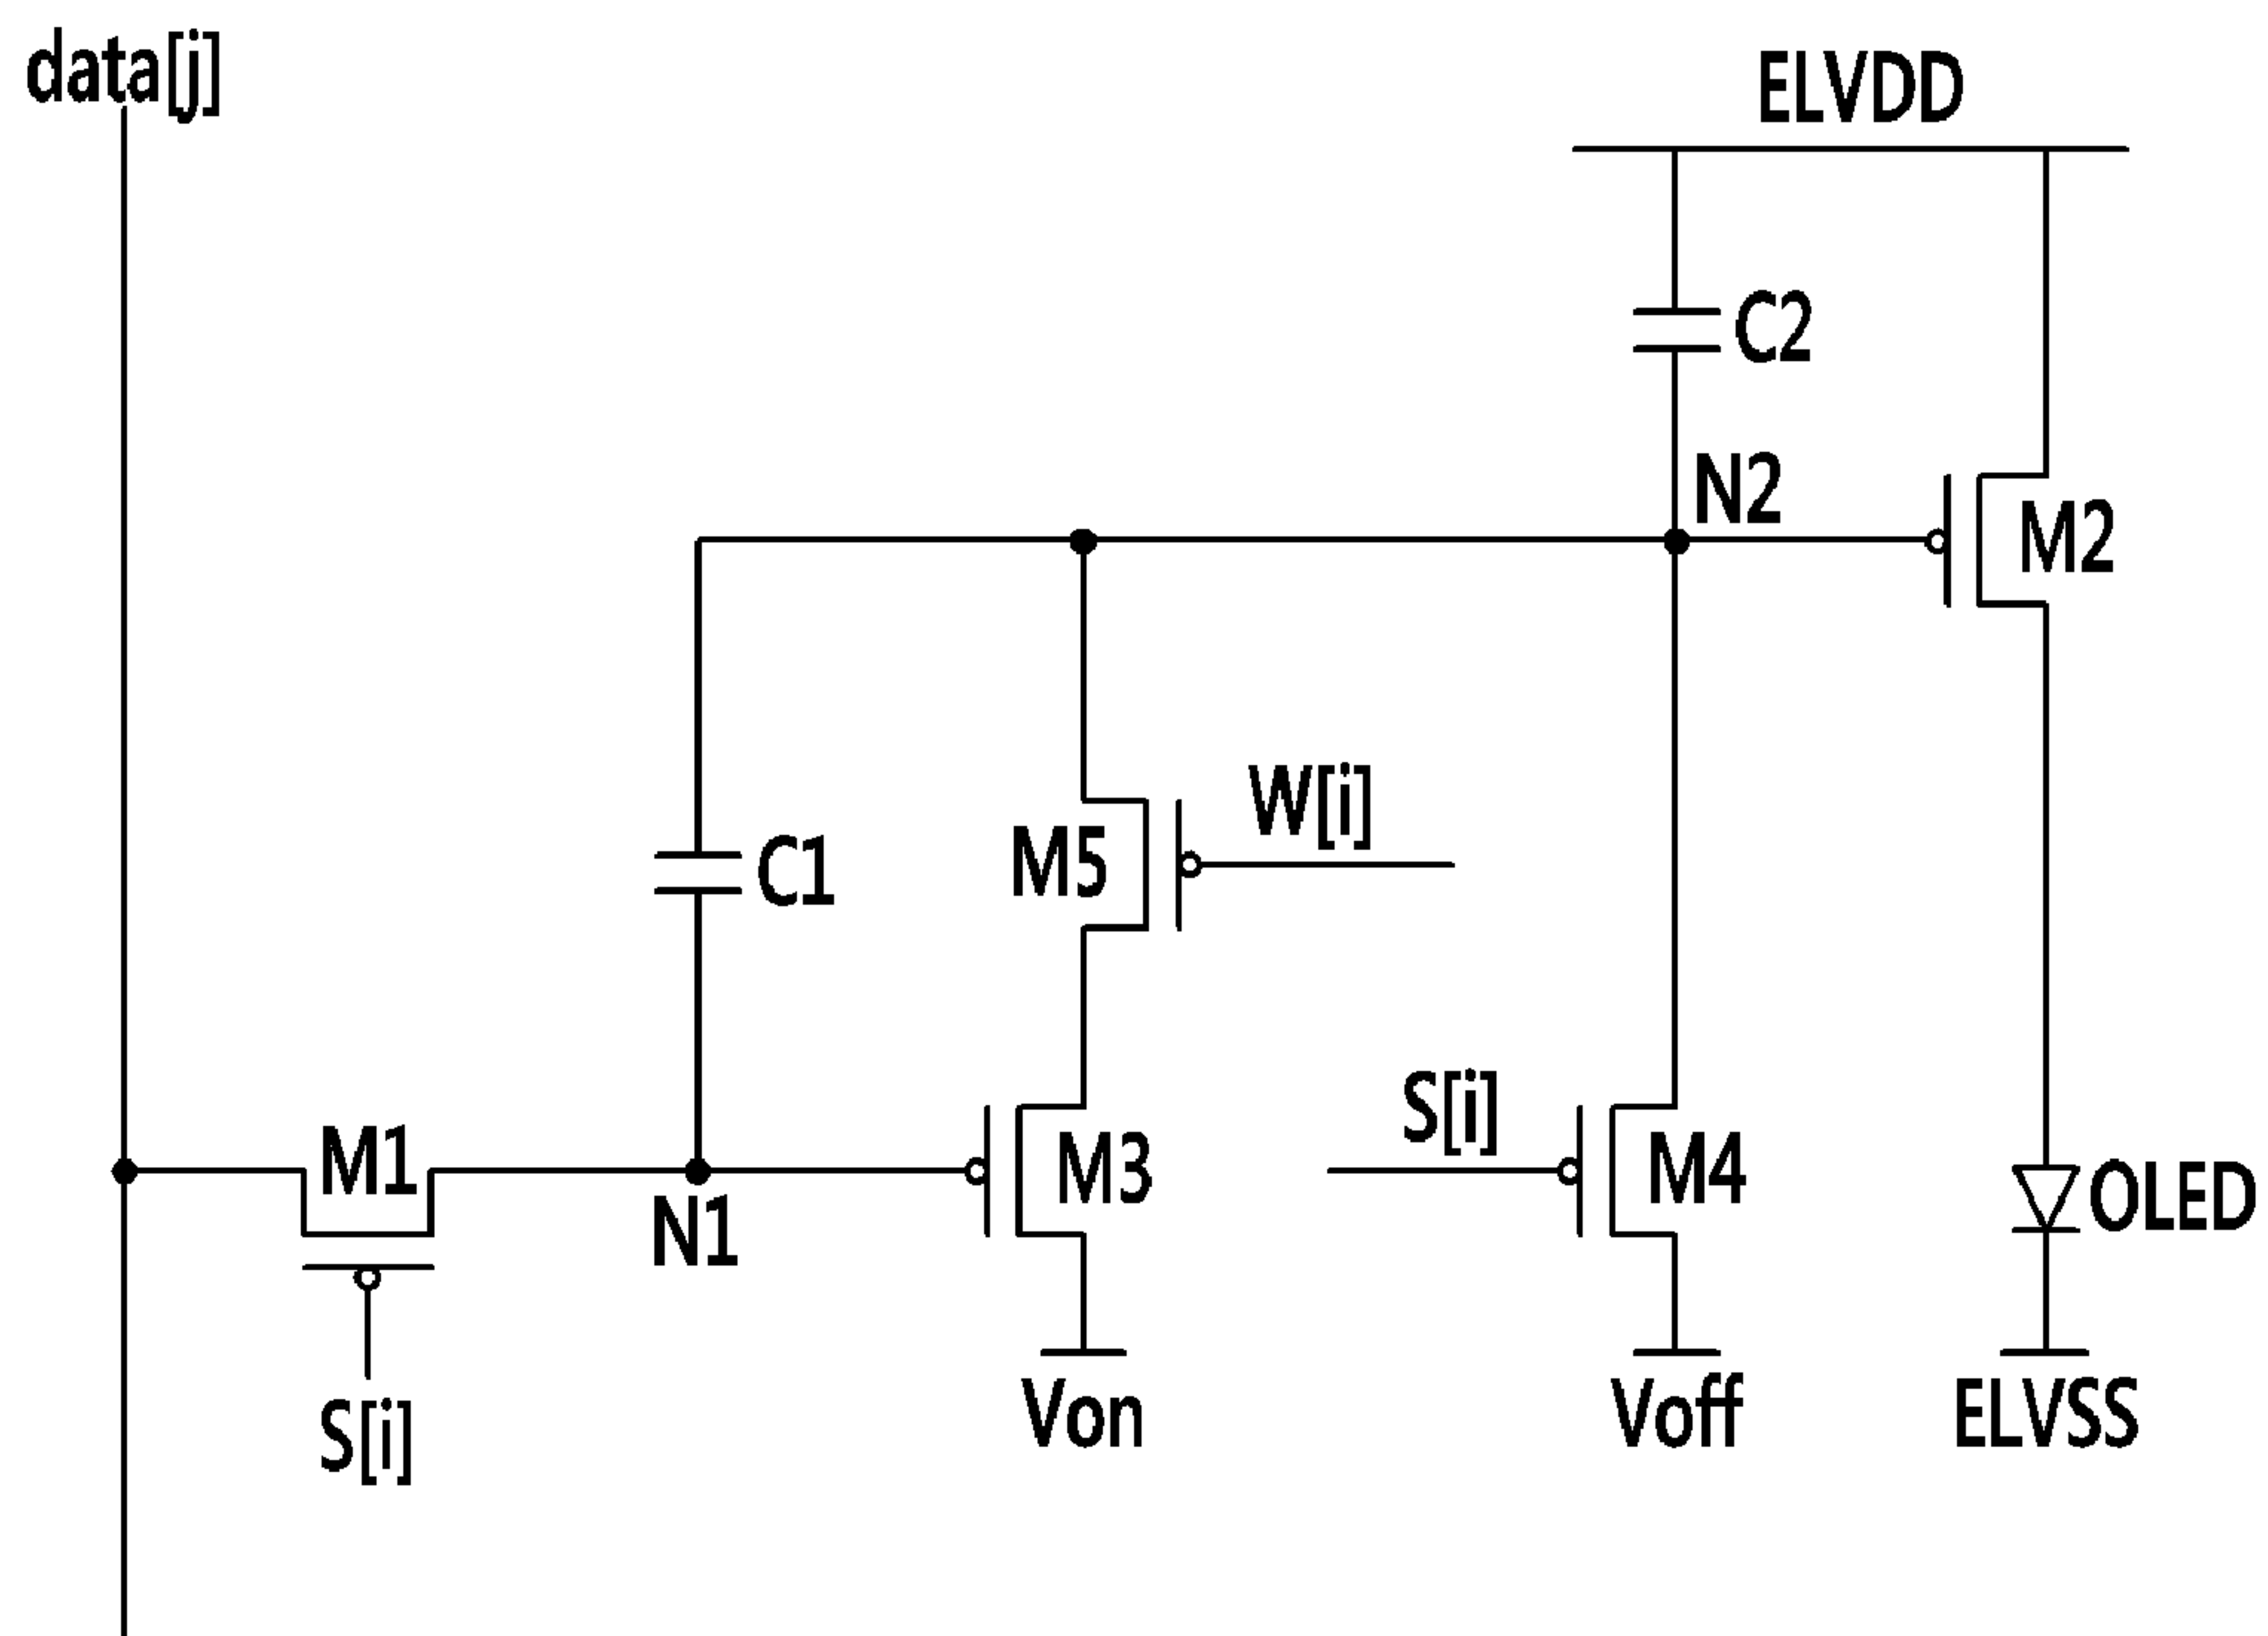 data[j]
ELVDD
C2
N2
M2
W[i]
M5
C1
S[i]
M1
M3
M4
OLED
N1
Von
Voff
ELVSS
S[i]